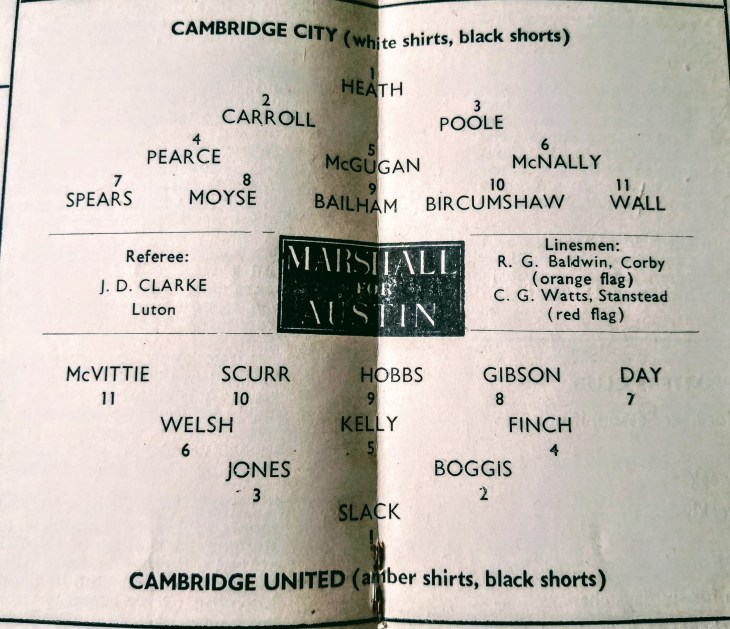 CAMBRIDGE CITY (white shirts, black shorts)
1
HEATH
2 3
CARROLL POOLE
4 5 6
PEARCE McGUGAN McNALLY
7 8 9 10 11
SPEARS MOYSE BAILHAM BIRCUMSHAW WALL
Referee:
J. D. CLARKE
Luton
MARSHALL
FOR
AUSTIN
Linesmen:
R. G. Baldwin, Corby
(orange flag)
C. G. Watts, Stanstead
(red flag)
McVITTIE SCURR HOBBS GIBSON DAY
11 10 9 8 7
WELSH KELLY FINCH
6 5 4
JONES BOGGIS
3 2
SLACK
1
CAMBRIDGE UNITED (amber shirts, black shorts)